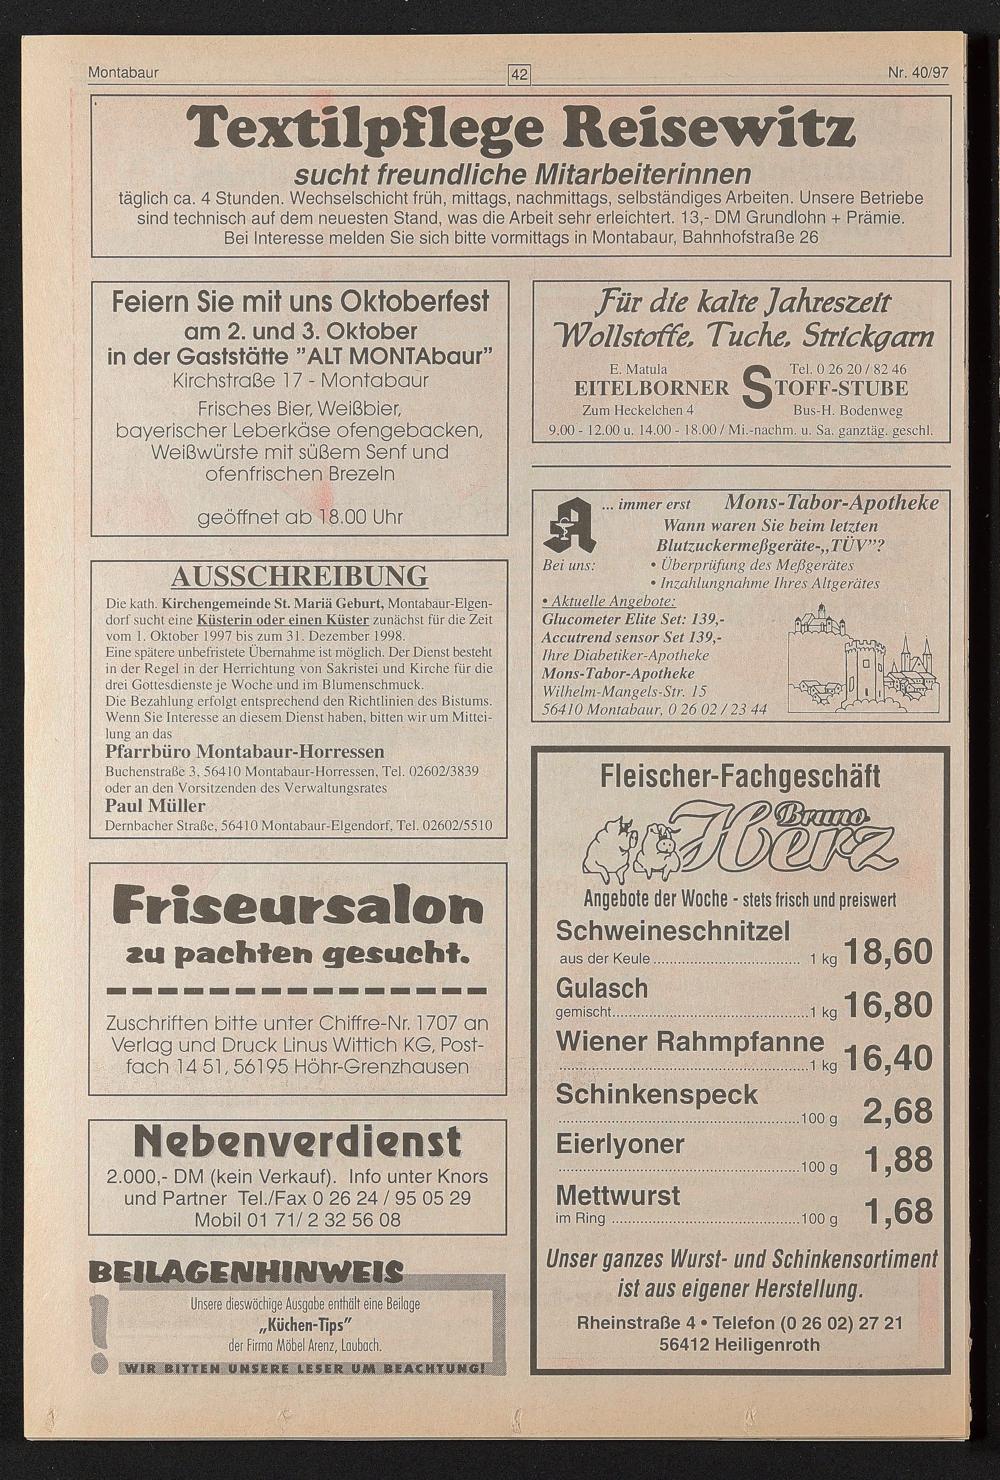 Montabaur
42
Nr. 40/97
Textilpflege Reisewitz
sucht freundliche Mitarbeiterinnen
täglich ca. 4 Stunden. Wechselschicht früh, mittags, nachmittags, selbständiges Arbeiten. Unsere Betriebe
sind technisch auf dem neuesten Stand, was die Arbeit sehr erleichtert. 13,- DM Grundlohn + Prämie.
Bei Interesse melden Sie sich bitte vormittags in Montabaur, Bahnhofstraße 26
Feiern Sie mit uns Oktoberfest
am 2. und 3. Oktober
in der Gaststätte "ALT MONTAbaur"
Kirchstraße 17 - Montabaur
Frisches Bier, Weißbier,
bayerischer Leberkäse ofengebacken,
Weißwürste mit süßem Senf und
ofenfrischen Brezeln
geöffnet ab 18.00 Uhr
AUSSCHREIBUNG
Die kath. Kirchengemeinde St. Mariä Geburt, Montabaur-Elgen-
dorf sucht eine Küsterin oder einen Küster zunächst für die Zeit
vom 1. Oktober 1997 bis zum 31. Dezember 1998.
Eine spätere unbefristete Übernahme ist möglich. Der Dienst besteht
in der Regel in der Herrichtung von Sakristei und Kirche für die
drei Gottesdienste je Woche und im Blumenschmuck.
Die Bezahlung erfolgt entsprechend den Richtlinien des Bistums.
Wenn Sie Interesse an diesem Dienst haben, bitten wir um Mittei-
lung an das
Pfarrbüro Montabaur-Horressen
Buchenstraße 3, 56410 Montabaur-Horressen, Tel. 02602/3839
oder an den Vorsitzenden des Verwaltungsrates
Paul Müller
Dernbacher Straße, 56410 Montabaur-Elgendorf, Tel. 02602/5510
Friseursalon
zu pachten gesucht.
Zuschriften bitte unter Chiffre-Nr. 1707 an
Verlag und Druck Linus Wittich KG, Post-
fach 14 51, 56195 Höhr-Grenzhausen
Nebenverdienst
2.000,- DM (kein Verkauf). Info unter Knors
und Partner Tel./Fax 0 26 24 / 95 05 29
Mobil 01 71/ 2 32 56 08
BEILAGENHINWEIS
!
Unsere dieswöchige Ausgabe enthält eine Beilage
„Küchen-Tips"
der Firma Möbel Arenz, Laubach.
WIR BITTEN UNSERE LESER UM BEACHTUNG!
Für die kalte Jahreszeit
Wollstoffe, Tuche, Strickgarn
E. Matula Tel. 0 26 20 / 82 46
EITELBORNER STOFF-STUBE
Zum Heckelchen 4 Bus-H. Bodenweg
9.00 - 12.00 u. 14.00 - 18.00 / Mi.-nachm. u. Sa. ganztäg. geschl.
... immer erst Mons-Tabor-Apotheke
Wann waren Sie beim letzten
Blutzuckermeßgeräte-„TÜV"?
Bei uns: • Überprüfung des Meßgerätes
• Inzahlungnahme Ihres Altgerätes
• Aktuelle Angebote:
Glucometer Elite Set: 139,-
Accutrend sensor Set 139,-
Ihre Diabetiker-Apotheke
Mons-Tabor-Apotheke
Wilhelm-Mangels-Str. 15
56410 Montabaur, 0 26 02 / 23 44
Fleischer-Fachgeschäft
Bruno
Herz
Angebote der Woche - stets frisch und preiswert
Schweineschnitzel
aus der Keule .................................... 1 kg 18,60
Gulasch
gemischt................................................1 kg 16,80
Wiener Rahmpfanne
.............................................................1 kg 16,40
Schinkenspeck
...........................................................100 g 2,68
Eierlyoner
...........................................................100 g 1,88
Mettwurst
im Ring ..............................................100 g 1,68
Unser ganzes Wurst- und Schinkensortiment
ist aus eigener Herstellung.
Rheinstraße 4 • Telefon (0 26 02) 27 21
56412 Heiligenroth